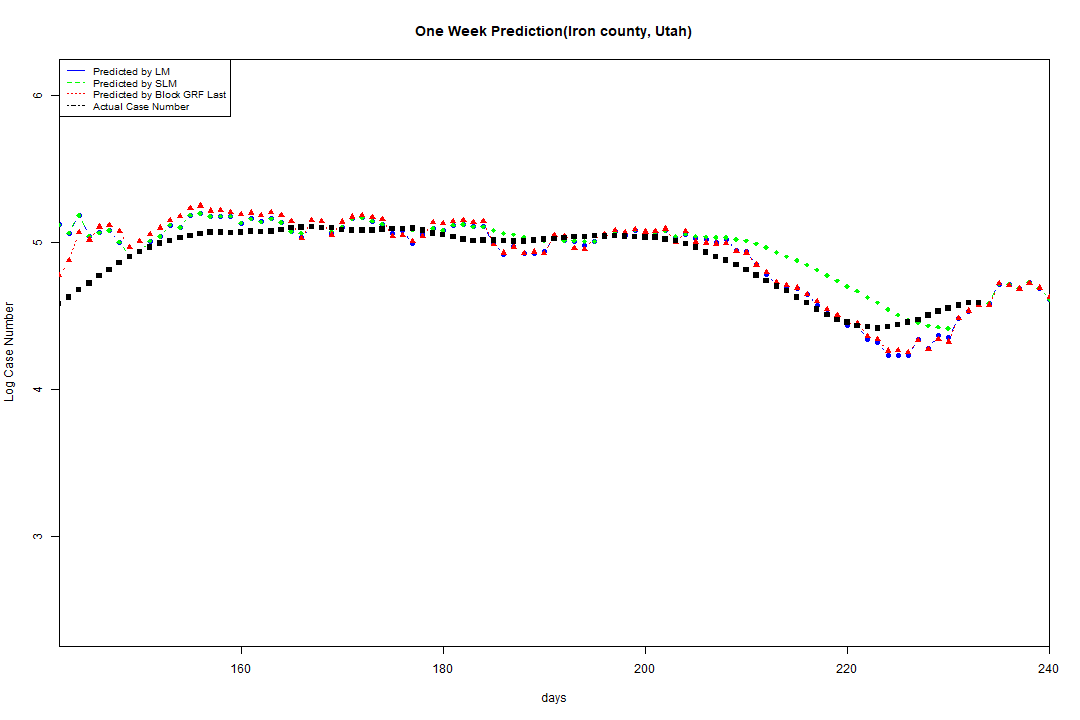 One Week Prediction(Iron county, Utah)
Predicted by LM
Predicted by SLM
Predicted by Block GRF Last
Actual Case Number
6
5
4
3
Log Case Number
160
180
200
220
240
days